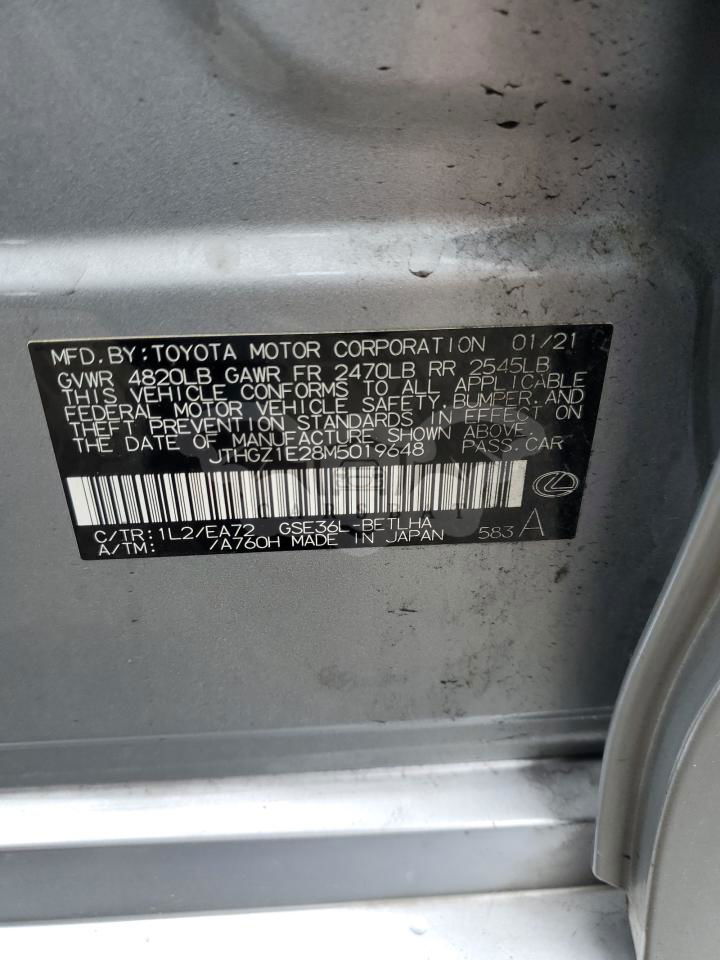 MFD. BY: TOYOTA MOTOR CORPORATION 01/21
GVWR 4820LB GAWR FR 2470LB RR 2545LB
THIS VEHICLE CONFORMS TO ALL APPLICABLE
FEDERAL MOTOR VEHICLE SAFETY, BUMPER, AND
THEFT PREVENTION STANDARDS IN EFFECT ON
THE DATE OF MANUFACTURE SHOWN ABOVE.
JTHGZ1E28M5019648 PASS. CAR
C/TR: 1L2/EA72 GSE36L-BETLHA
A/TM: /A760H MADE IN JAPAN 583 A